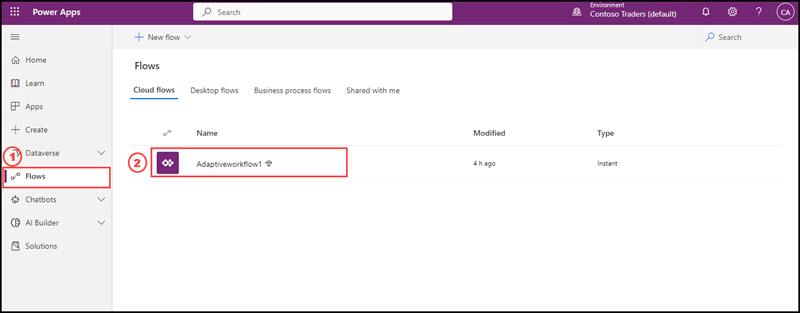 Power Apps
Search
Environment
Contoso Traders (default)
CA
New flow
Search
Home
Learn
Apps
Create
Dataverse
1
Flows
Chatbots
AI Builder
Solutions
Flows
Cloud flows Desktop flows Business process flows Shared with me
Name Modified Type
2
Adaptiveworkflow1 4 h ago Instant